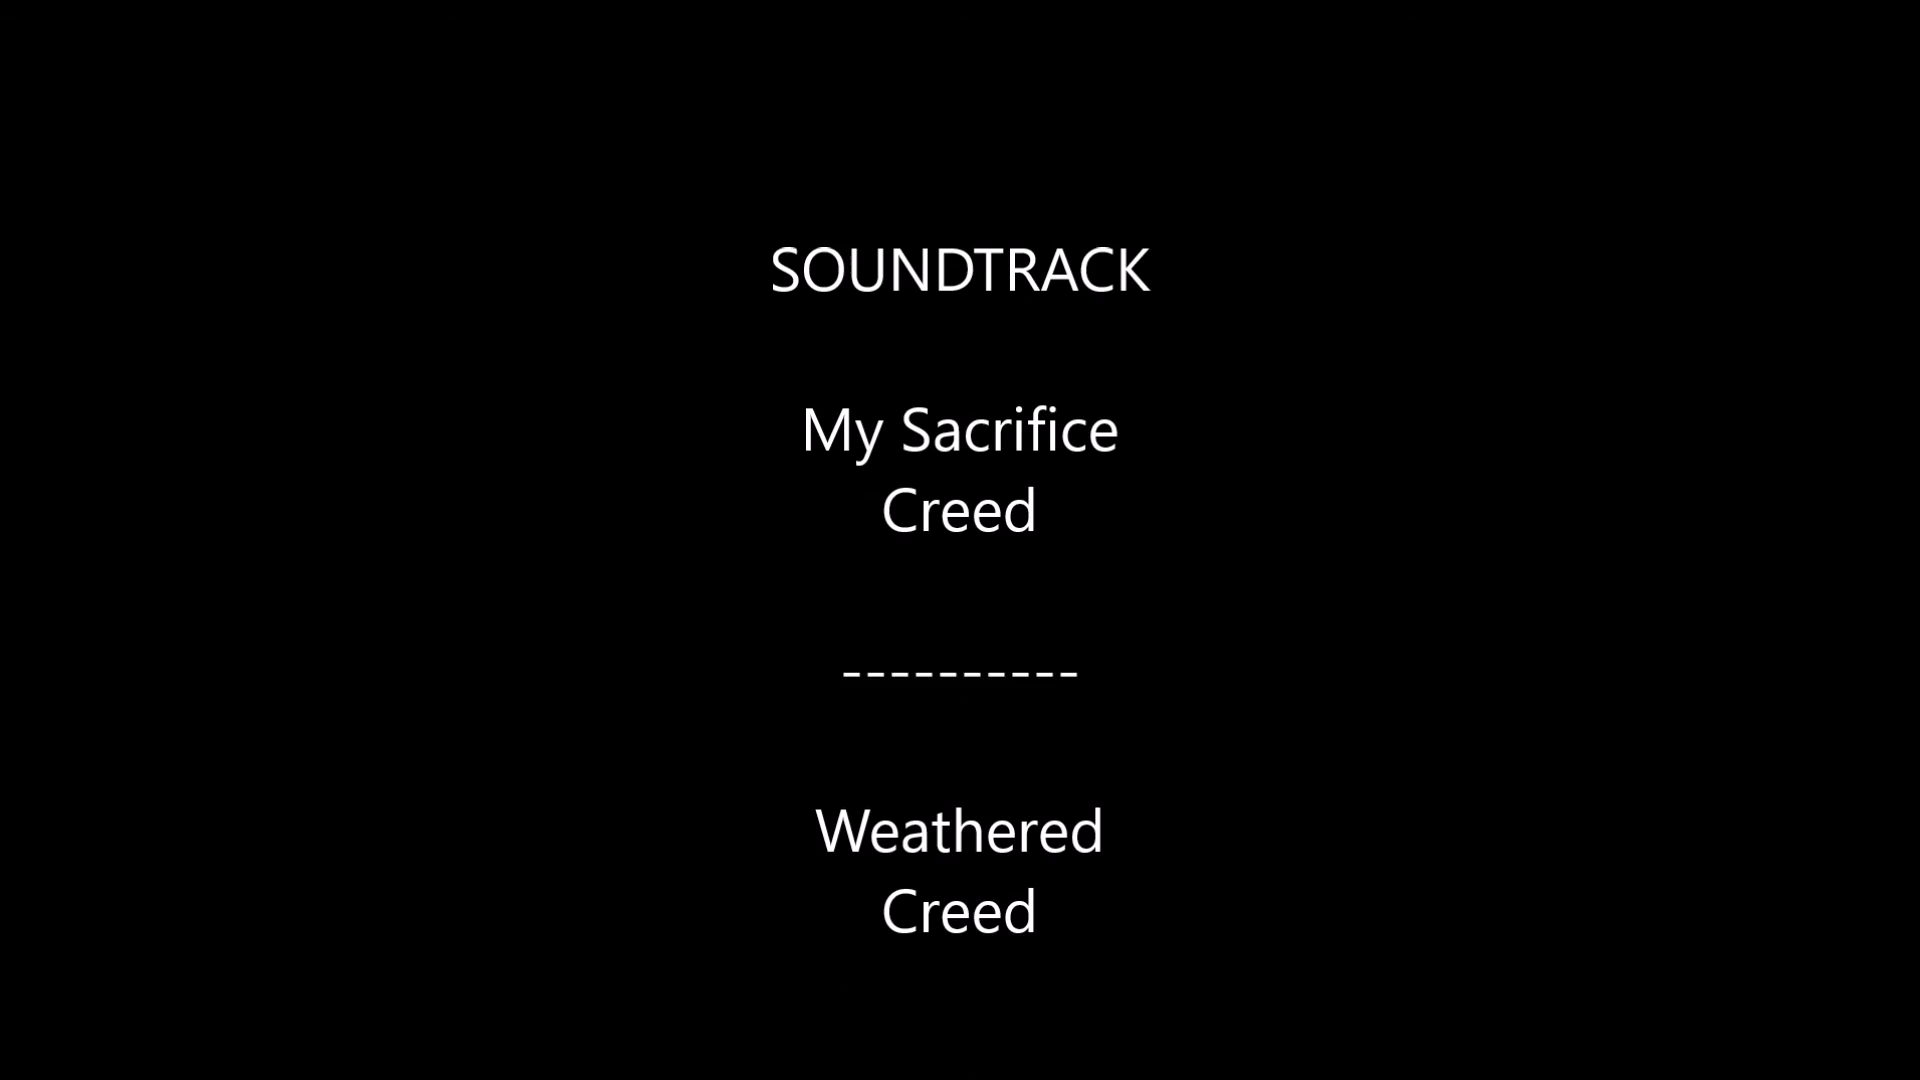 SOUNDTRACK
My Sacrifice
Creed
----------
Weathered
Creed